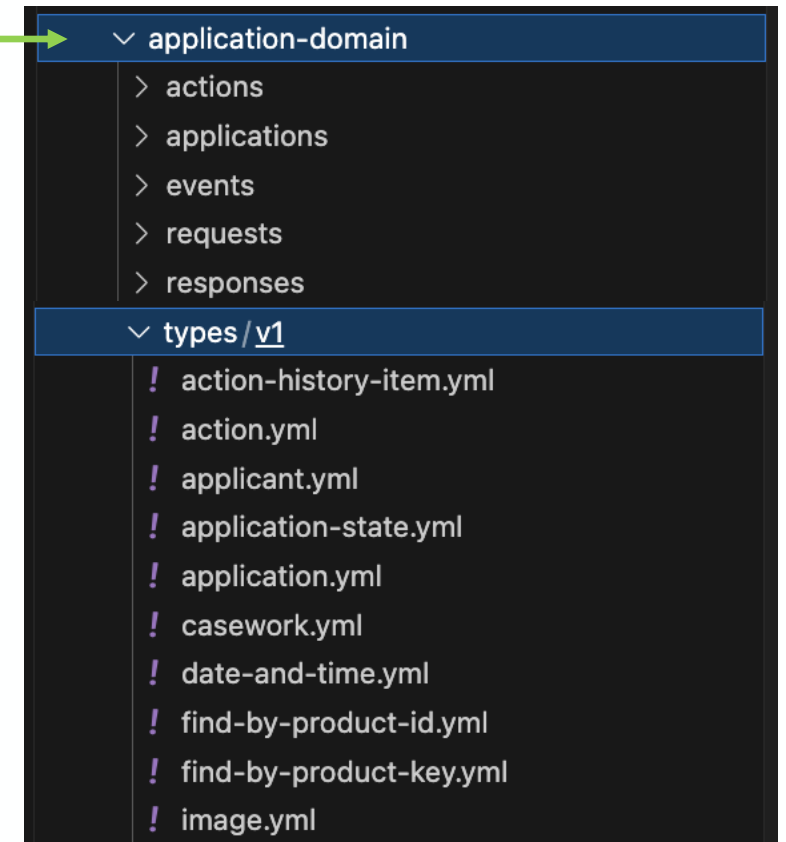 application-domain
actions
applications
events
requests
responses
types/v1
! action-history-item.yml
! action.yml
! applicant.yml
! application-state.yml
! application.yml
! casework.yml
! date-and-time.yml
! find-by-product-id.yml
! find-by-product-key.yml
! image.yml